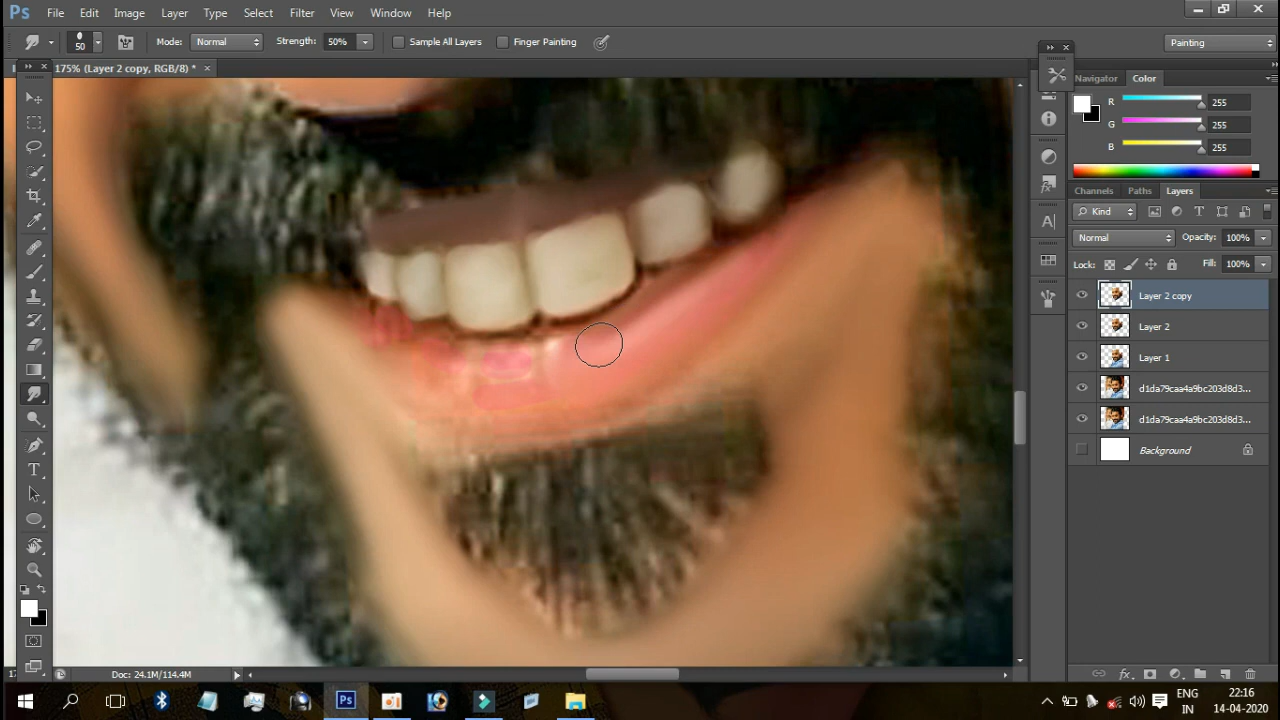 Ps File Edit Image Layer Type Select Filter View Window Help
50 Mode: Normal Strength: 50% Sample All Layers Finger Painting Painting
175% (Layer 2 copy, RGB/8) * ×
Navigator Color
R 255
G 255
B 255
Channels Paths Layers
Kind
Normal Opacity: 100%
Lock: Fill: 100%
Layer 2 copy
Layer 2
Layer 1
d1da79caa4a9bc203d8d3...
d1da79caa4a9bc203d8d3...
Background
Doc: 24.1M/114.4M
Ps
ENG
IN
22:16
14-04-2020